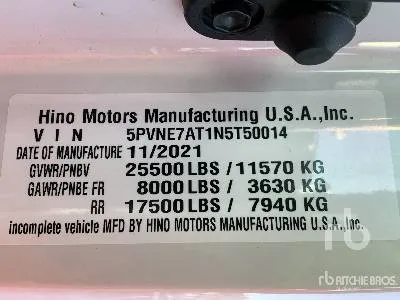 Hino Motors Manufacturing U.S.A.,Inc.
V I N 5PVNE7AT1N5T50014
DATE OF MANUFACTURE 11/2021
GVWR/PNBV 25500 LBS / 11570 KG
GAWR/PNBE FR 8000 LBS / 3630 KG
RR 17500 LBS / 7940 KG
incomplete vehicle MFD BY HINO MOTORS MANUFACTURING U.S.A.,Inc.
rb
rb RITCHIE BROS.